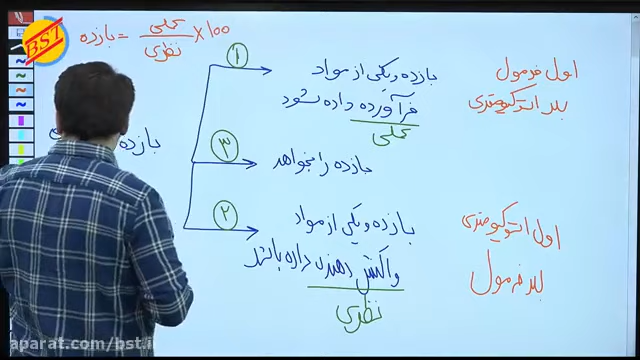 بازده = عملی / نظری × 100
BST
۱
بازده و یکی از مواد
فرآورده داده شود
عملی
اول فرمول
بعد استوکیومتری
بازده
۳
بازده را بخواهد
۲
بازده و یکی از مواد
واکنش دهنده داده باشد
نظری
اول استوکیومتری
بعد فرمول
aparat.com/bst.i